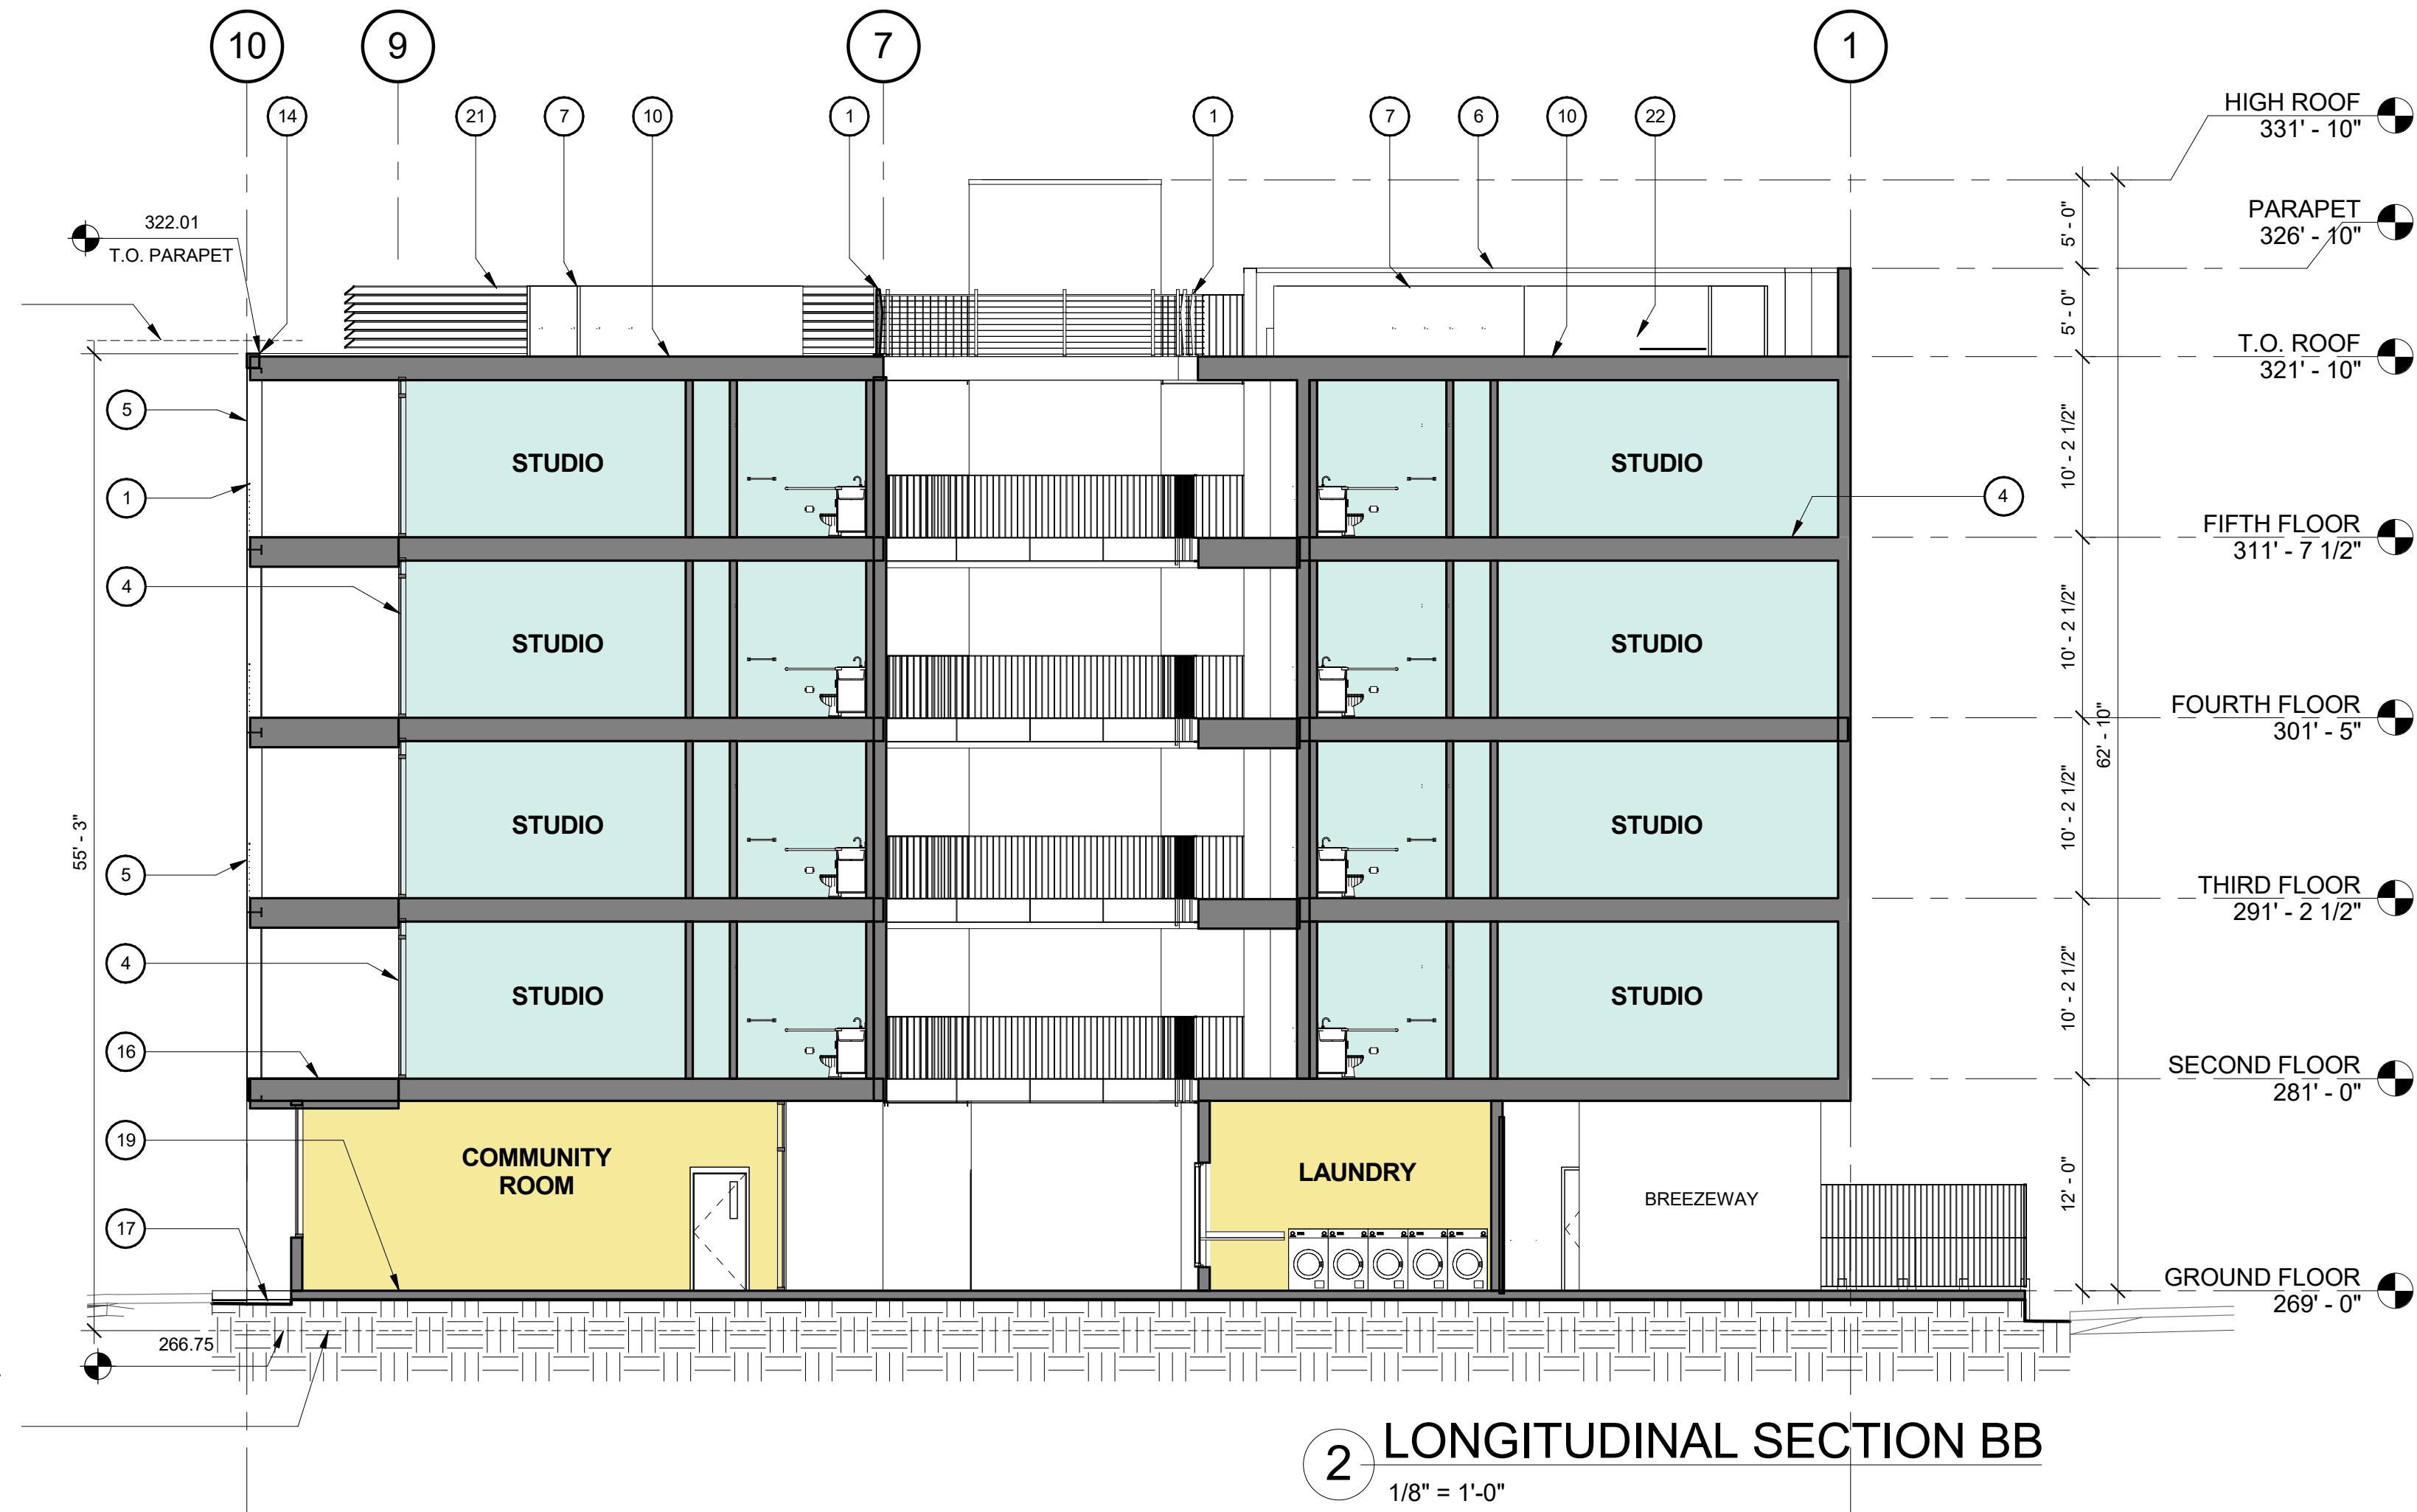 10
9
7
1
14
21
7
10
1
1
7
6
10
22
HIGH ROOF
331' - 10"
PARAPET
326' - 10"
T.O. ROOF
321' - 10"
FIFTH FLOOR
311' - 7 1/2"
FOURTH FLOOR
301' - 5"
THIRD FLOOR
291' - 2 1/2"
SECOND FLOOR
281' - 0"
GROUND FLOOR
269' - 0"
5' - 0"
5' - 0"
10' - 2 1/2"
10' - 2 1/2"
10' - 2 1/2"
10' - 2 1/2"
12' - 0"
62' - 10"
322.01
T.O. PARAPET
5
1
4
5
4
16
19
17
55' - 3"
266.75
4
STUDIO
STUDIO
STUDIO
STUDIO
STUDIO
STUDIO
STUDIO
STUDIO
COMMUNITY
ROOM
LAUNDRY
BREEZEWAY
2
LONGITUDINAL SECTION BB
1/8" = 1'-0"